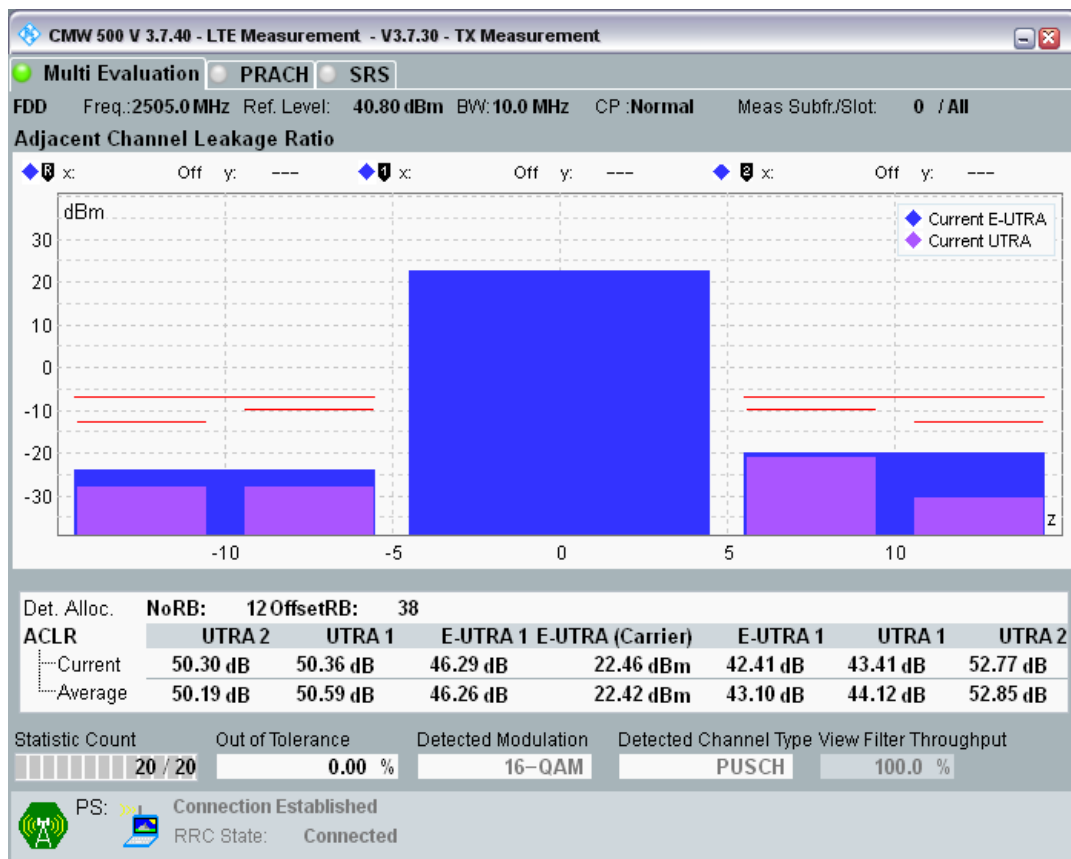 CMW 500 V 3.7.40 - LTE Measurement - V3.7.30 - TX Measurement
Multi Evaluation PRACH SRS
FDD Freq.:2505.0 MHz Ref. Level: 40.80 dBm BW: 10.0 MHz CP :Normal Meas Subfr./Slot: 0 / All
Adjacent Channel Leakage Ratio
R x: Off y: --- 1 x: Off y: --- 2 x: Off y: ---
dBm
Current E-UTRA
Current UTRA
30
20
10
0
-10
-20
-30
z
-10 -5 0 5 10
Det. Alloc. NoRB: 12 OffsetRB: 38
ACLR UTRA 2 UTRA 1 E-UTRA 1 E-UTRA (Carrier) E-UTRA 1 UTRA 1 UTRA 2
Current 50.30 dB 50.36 dB 46.29 dB 22.46 dBm 42.41 dB 43.41 dB 52.77 dB
Average 50.19 dB 50.59 dB 46.26 dB 22.42 dBm 43.10 dB 44.12 dB 52.85 dB
Statistic Count Out of Tolerance Detected Modulation Detected Channel Type View Filter Throughput
20 / 20 0.00 % 16-QAM PUSCH 100.0 %
PS: Connection Established
RRC State: Connected